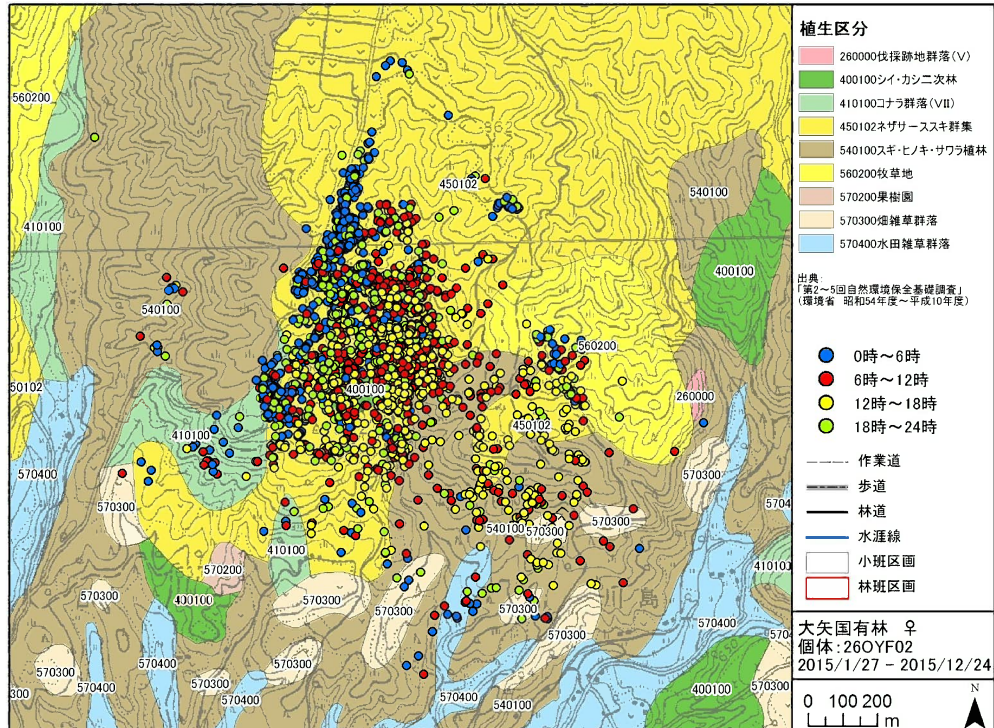 植生区分
260000伐採跡地群落(Ⅴ)
400100シイ・カシ二次林
410100コナラ群落(Ⅶ)
450102ネザサーススキ群集
540100スギ・ヒノキ・サワラ植林
560200牧草地
570200果樹園
570300畑雑草群落
570400水田雑草群落
出典:
「第2～5回自然環境保全基礎調査」
(環境省 昭和54年度～平成10年度)
0時～6時
6時～12時
12時～18時
18時～24時
作業道
歩道
林道
水涯線
小班区画
林班区画
大矢国有林 ♀
個体:26OYF02
2015/1/27 - 2015/12/24
0 100 200
m
N
560200
450102
540100
410100
400100
540100
560200
50102
400100
260000
450102
410100
570400
570300
570300
5704
570300
540100
570300
410100
570200
410100
570300
400100
570300
570300
570300
川島
570400
570300
5704
570400
570300
570300
300
570400
570400
570400
540100
400100
570300